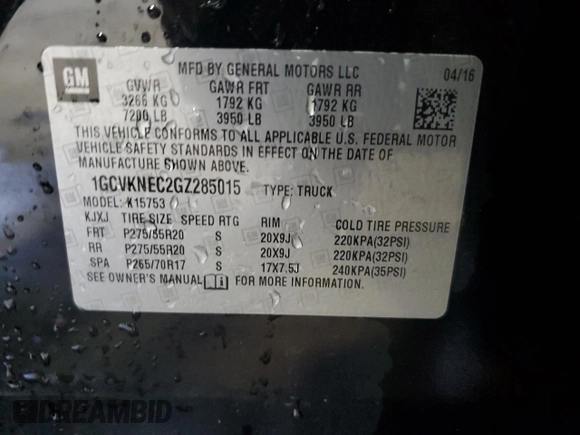 GM
MFD BY GENERAL MOTORS LLC 04/16
GVWR GAWR FRT GAWR RR
3266 KG 1792 KG 1792 KG
7200 LB 3950 LB 3950 LB
THIS VEHICLE CONFORMS TO ALL APPLICABLE U.S. FEDERAL MOTOR
VEHICLE SAFETY STANDARDS IN EFFECT ON THE DATE OF
MANUFACTURE SHOWN ABOVE.
1GCVKNEC2GZ285015 TYPE: TRUCK
K15753
KJXJ TIRE SIZE SPEED RTG RIM COLD TIRE PRESSURE
FRT P275/55R20 S 20X9J 220KPA(32PSI)
RR P275/55R20 S 20X9J 220KPA(32PSI)
SPA P265/70R17 S 17X7.5J 240KPA(35PSI)
SEE OWNER'S MANUAL FOR MORE INFORMATION.
DREAMBID